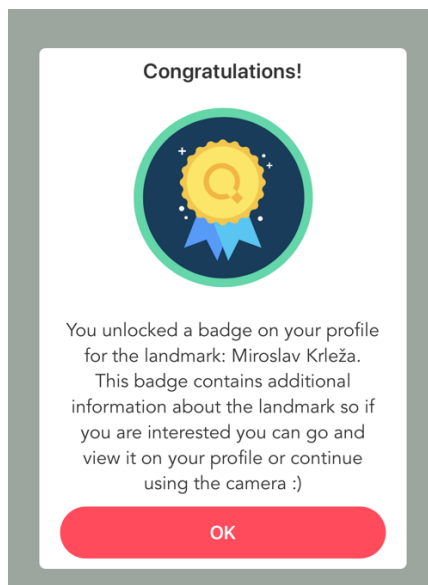 Congratulations!
You unlocked a badge on your profile
for the landmark: Miroslav Krleža.
This badge contains additional
information about the landmark so if
you are interested you can go and
view it on your profile or continue
using the camera :)
OK